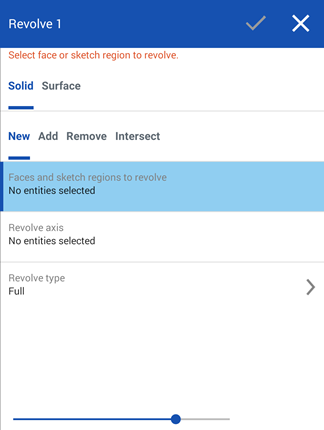 Revolve 1
Select face or sketch region to revolve.
Solid Surface
New Add Remove Intersect
Faces and sketch regions to revolve
No entities selected
Revolve axis
No entities selected
Revolve type
Full